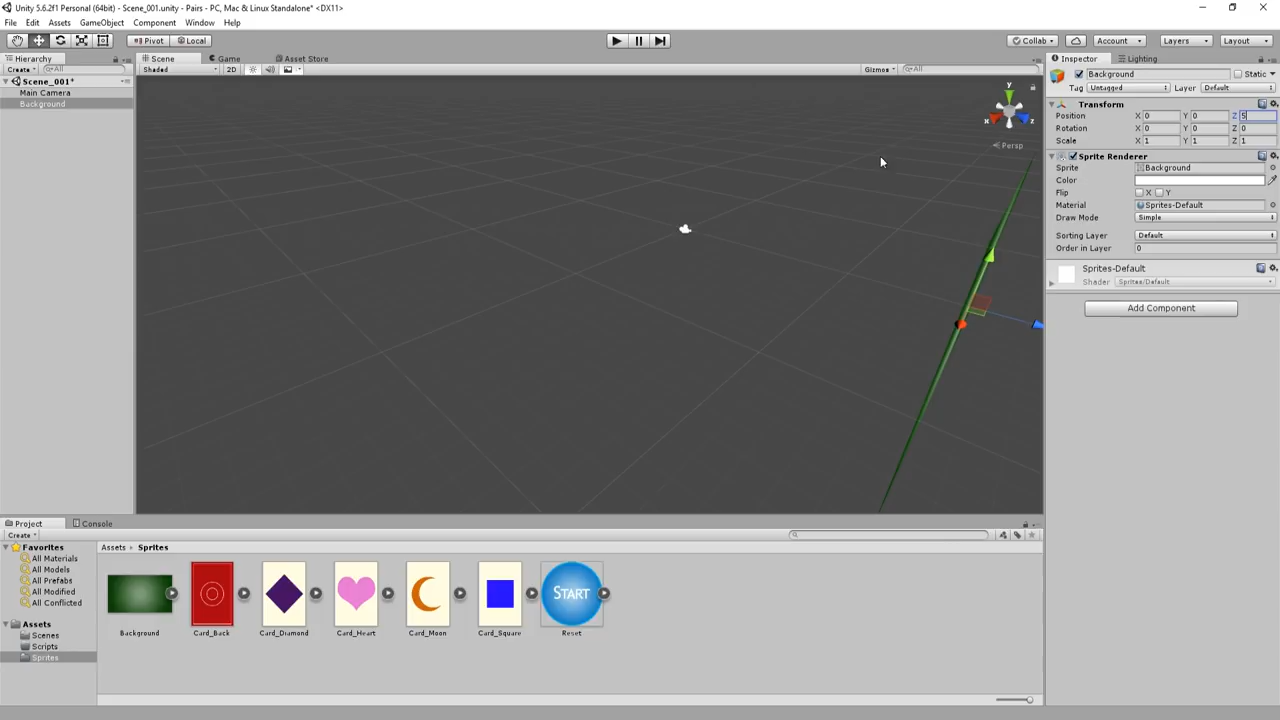 Unity 5.6.2f1 Personal (64bit) - Scene_001.unity - Pairs - PC, Mac & Linux Standalone* <DX11>
File Edit Assets GameObject Component Window Help
Pivot Local Collab Account Layers Layout
Hierarchy
Create All
Scene_001*
Main Camera
Background
Scene Game Asset Store
Shaded 2D Gizmos All
y
x z
Persp
Inspector Lighting
Background Static
Tag Untagged Layer Default
Transform
Position X 0 Y 0 Z 5
Rotation X 0 Y 0 Z 0
Scale X 1 Y 1 Z 1
Sprite Renderer
Sprite Background
Color
Flip X Y
Material Sprites-Default
Draw Mode Simple
Sorting Layer Default
Order in Layer 0
Sprites-Default
Shader Sprites/Default
Add Component
Project Console
Create
Favorites
All Materials
All Models
All Prefabs
All Modified
All Conflicted
Assets
Scenes
Scripts
Sprites
Assets Sprites
START
Background Card_Back Card_Diamond Card_Heart Card_Moon Card_Square Reset